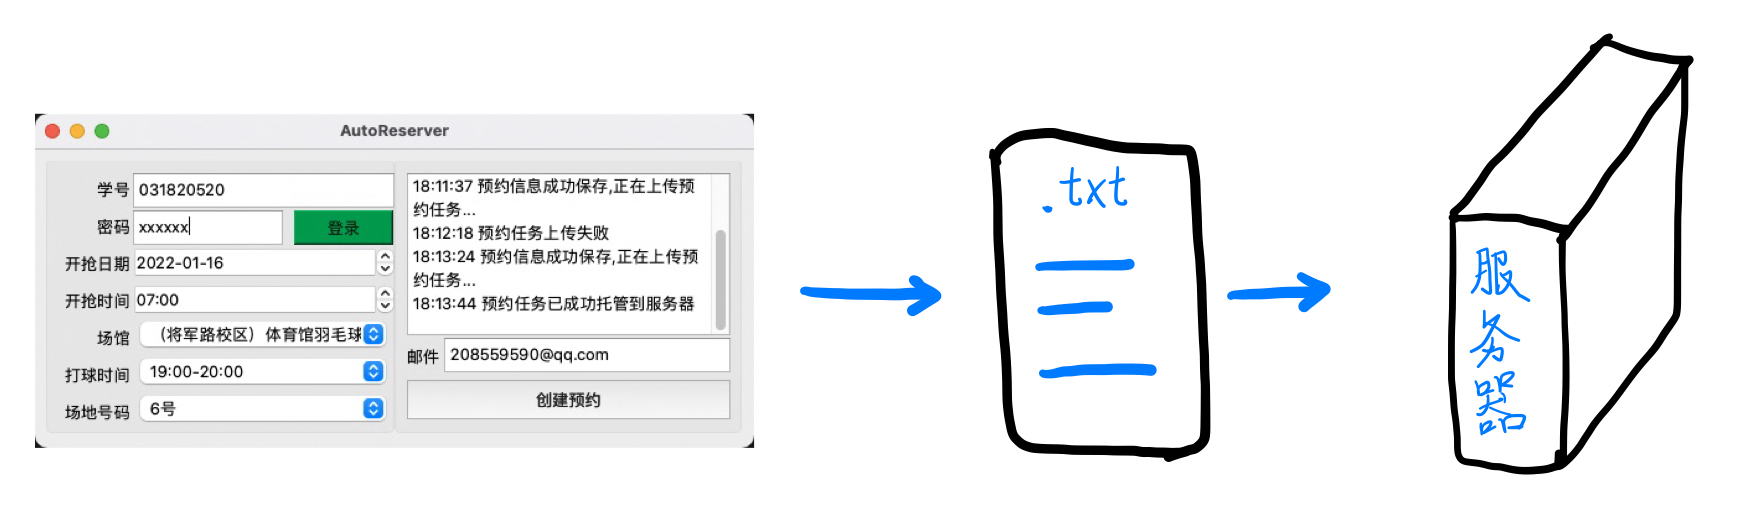 AutoReserver
学号 031820520
密码 xxxxxx 登录
开抢日期 2022-01-16
开抢时间 07:00
场馆 （将军路校区）体育馆羽毛球
打球时间 19:00-20:00
场地号码 6号
18:11:37 预约信息成功保存,正在上传预
约任务...
18:12:18 预约任务上传失败
18:13:24 预约信息成功保存,正在上传预
约任务...
18:13:44 预约任务已成功托管到服务器
邮件 208559590@qq.com
创建预约
.txt
服务器